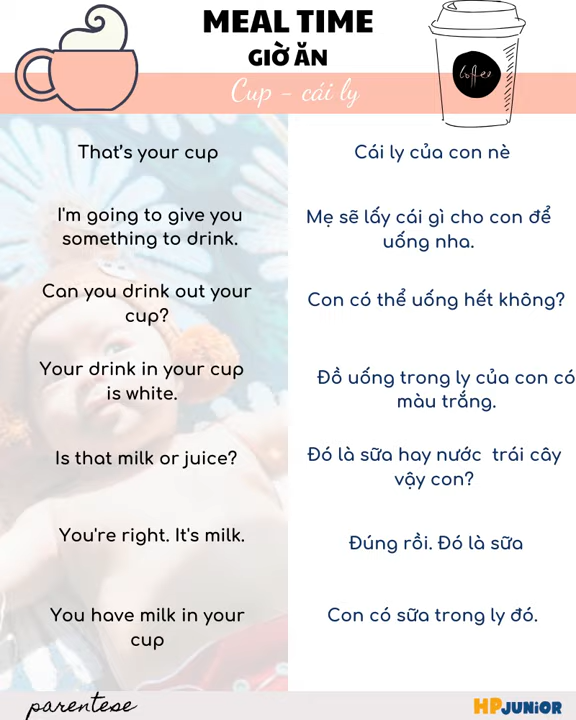 MEAL TIME
GIỜ ĂN
Coffee
Cup - cái ly
That's your cup
Cái ly của con nè
I'm going to give you
something to drink.
Mẹ sẽ lấy cái gì cho con để
uống nha.
Can you drink out your
cup?
Con có thể uống hết không?
Your drink in your cup
is white.
Đồ uống trong ly của con có
màu trắng.
Is that milk or juice?
Đó là sữa hay nước trái cây
vậy con?
You're right. It's milk.
Đúng rồi. Đó là sữa
You have milk in your
cup
Con có sữa trong ly đó.
parentese
HPJUNiOR